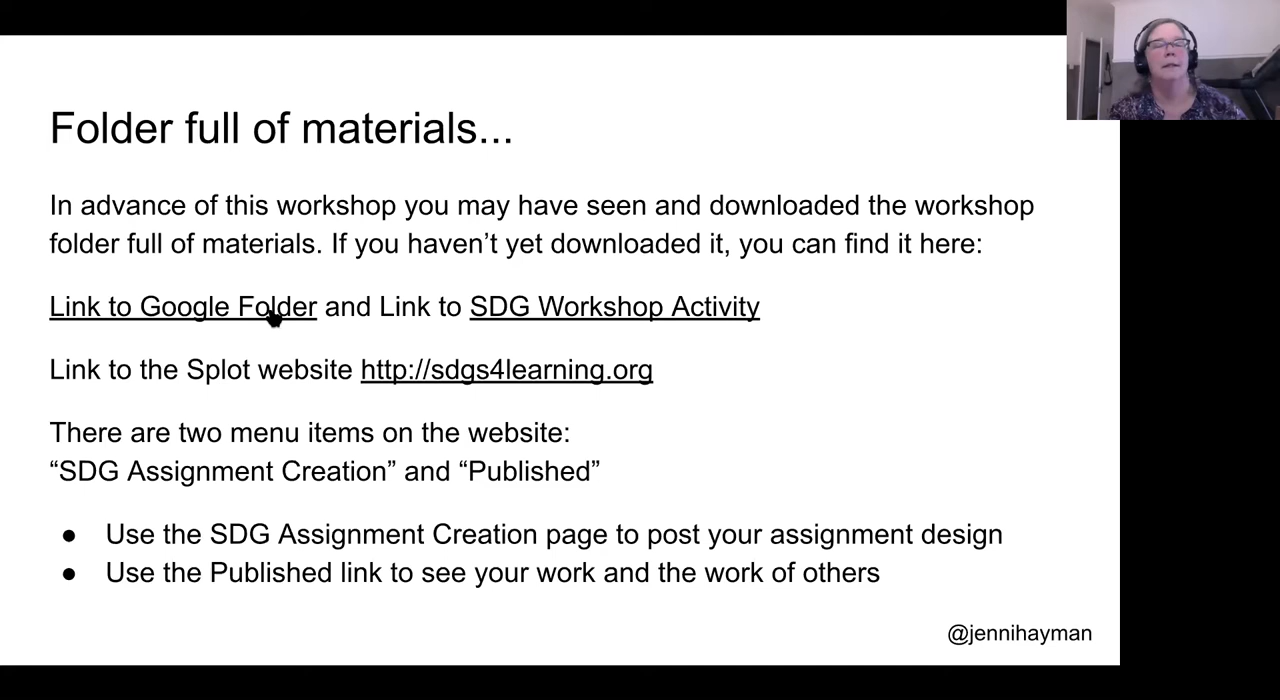 Folder full of materials...
In advance of this workshop you may have seen and downloaded the workshop
folder full of materials. If you haven’t yet downloaded it, you can find it here:
Link to Google Folder and Link to SDG Workshop Activity
Link to the Splot website http://sdgs4learning.org
There are two menu items on the website:
“SDG Assignment Creation” and “Published”
● Use the SDG Assignment Creation page to post your assignment design
● Use the Published link to see your work and the work of others
@jennihayman